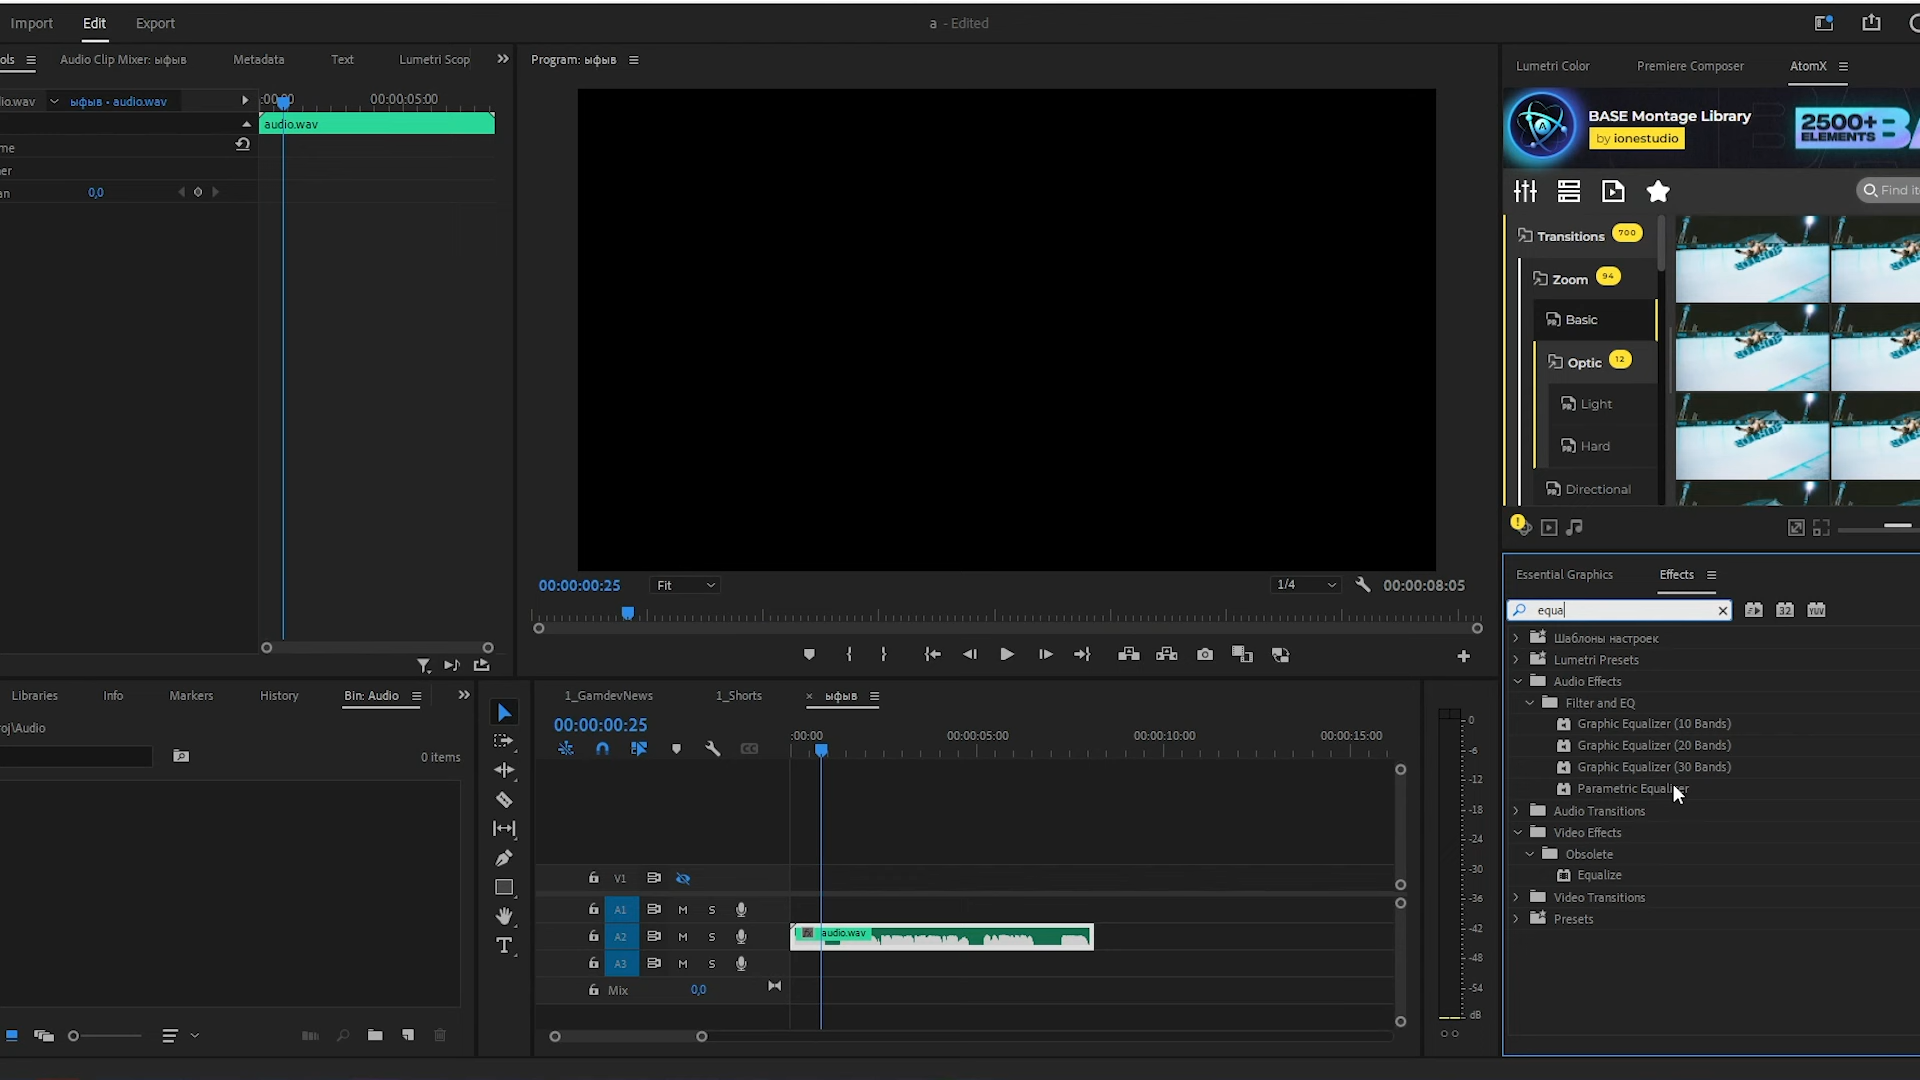 Import
Edit
Export
a - Edited
ols
Audio Clip Mixer: ыфыв
Metadata
Text
Lumetri Scop
Program: ыфыв
Lumetri Color
Premiere Composer
AtomX
io.wav
ыфыв • audio.wav
:00:00
00:00:05:00
audio.wav
me
er
an
0,0
BASE Montage Library
by ionestudio
2500+
ELEMENTS
Find it
Transitions 700
Zoom 94
Basic
Optic 12
Light
Hard
Directional
00:00:00:25
Fit
1/4
00:00:08:05
Essential Graphics
Effects
equa
32
YUV
Шаблоны настроек
Lumetri Presets
Audio Effects
Filter and EQ
Graphic Equalizer (10 Bands)
Graphic Equalizer (20 Bands)
Graphic Equalizer (30 Bands)
Parametric Equalizer
Audio Transitions
Video Effects
Obsolete
Equalize
Video Transitions
Presets
Libraries
Info
Markers
History
Bin: Audio
roj\Audio
0 items
1_GamdevNews
1_Shorts
ыфыв
00:00:00:25
:00:00
00:00:05:00
00:00:10:00
00:00:15:00
V1
A1 M S
A2 M S
audio.wav
A3 M S
Mix 0,0
0
-6
-12
-18
-24
-30
-36
-42
-48
-54
dB